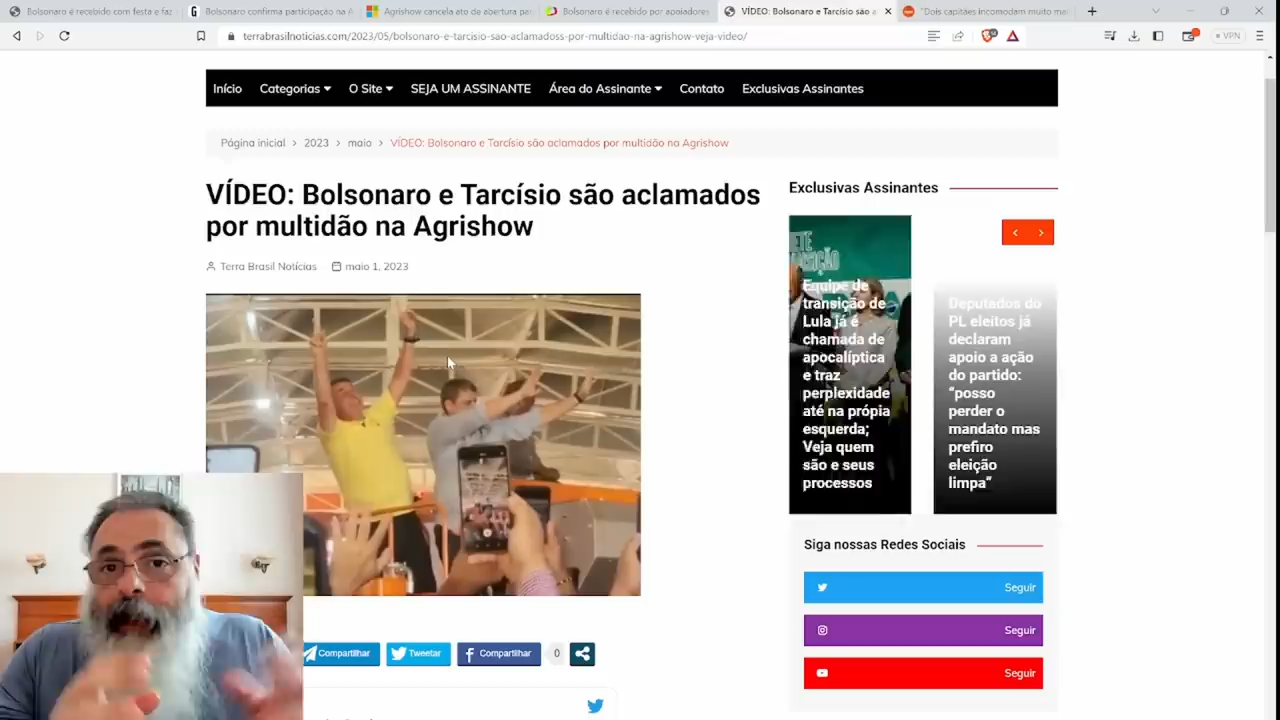 Bolsonaro é recebido com festa e faz
Bolsonaro confirma participação na A
Agrishow cancela ato de abertura pa
Bolsonaro é recebido por apoiadores
VÍDEO: Bolsonaro e Tarcísio são a
"Dois capitães incomodam muito ma
terrabrasilnoticias.com/2023/05/bolsonaro-e-tarcisio-sao-aclamadoss-por-multidao-na-agrishow-veja-video/
VPN
Início
Categorias
O Site
SEJA UM ASSINANTE
Área do Assinante
Contato
Exclusivas Assinantes
Página inicial > 2023 > maio > VÍDEO: Bolsonaro e Tarcísio são aclamados por multidão na Agrishow
VÍDEO: Bolsonaro e Tarcísio são aclamados
por multidão na Agrishow
Terra Brasil Notícias
maio 1, 2023
Compartilhar
Tweetar
Compartilhar
0
Exclusivas Assinantes
Equipe de
transição de
Lula já é
chamada de
apocalíptica
e traz
perplexidade
até na própia
esquerda;
Veja quem
são e seus
processos
Deputados do
PL eleitos já
declaram
apoio a ação
do partido:
“posso
perder o
mandato mas
prefiro
eleição
limpa”
Siga nossas Redes Sociais
Seguir
Seguir
Seguir